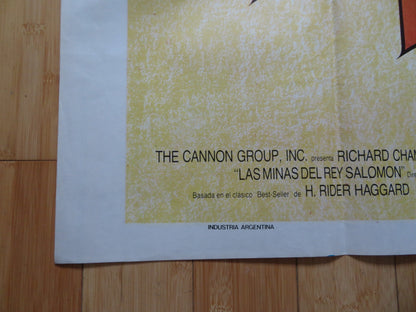 THE CANNON GROUP, INC. presenta RICHARD CHAM
"LAS MINAS DEL REY SALOMON" Dire
Basada en el clásico Best-Seller de H. RIDER HAGGARD
INDUSTRIA ARGENTINA